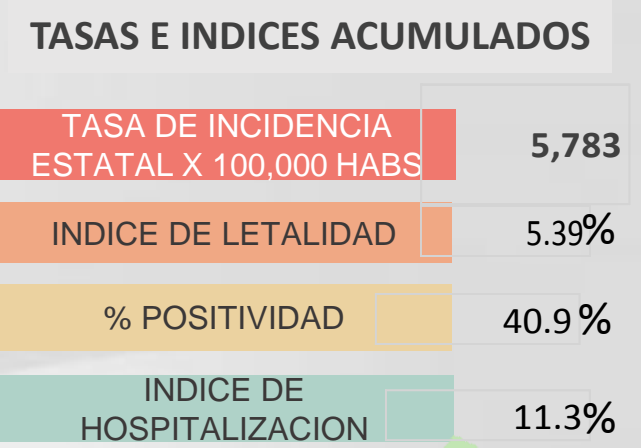 TASAS E INDICES ACUMULADOS
TASA DE INCIDENCIA
ESTATAL X 100,000 HABS
5,783
INDICE DE LETALIDAD
5.39%
% POSITIVIDAD
40.9 %
INDICE DE
HOSPITALIZACION
11.3%